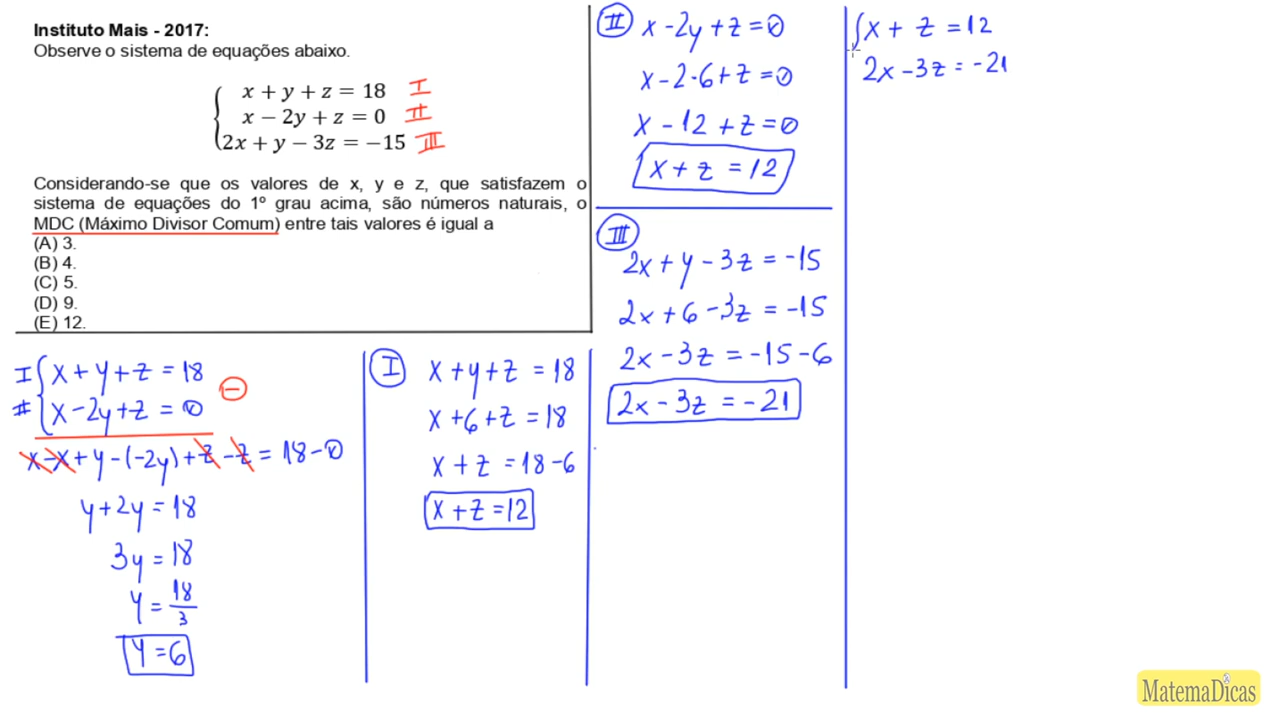 Instituto Mais - 2017:
Observe o sistema de equações abaixo.
x + y + z = 18 I
x − 2y + z = 0 II
2x + y − 3z = −15 III
Considerando-se que os valores de x, y e z, que satisfazem o
sistema de equações do 1º grau acima, são números naturais, o
MDC (Máximo Divisor Comum) entre tais valores é igual a
(A) 3.
(B) 4.
(C) 5.
(D) 9.
(E) 12.
I x + y + z = 18
II x - 2y + z = 0
x - x + y - (-2y) + z - z = 18 - 0
y + 2y = 18
3y = 18
y = 18/3
y = 6
I x + y + z = 18
x + 6 + z = 18
x + z = 18 - 6
x + z = 12
II x - 2y + z = 0
x - 2·6 + z = 0
x - 12 + z = 0
x + z = 12
III
2x + y - 3z = -15
2x + 6 - 3z = -15
2x - 3z = -15 - 6
2x - 3z = -21
x + z = 12
2x - 3z = -21
MatemaDicas